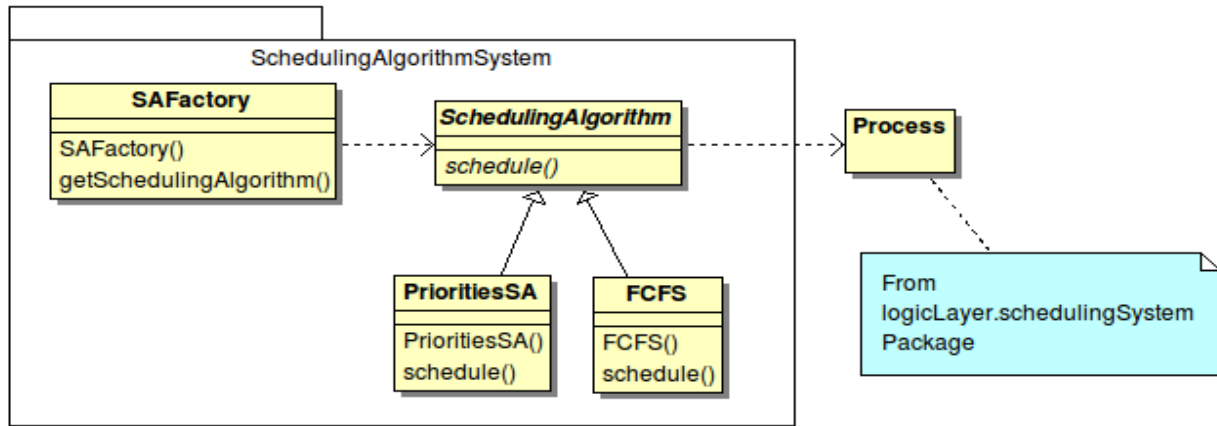 SchedulingAlgorithmSystem
SAFactory
SAFactory()
getSchedulingAlgorithm()
SchedulingAlgorithm
schedule()
Process
PrioritiesSA
PrioritiesSA()
schedule()
FCFS
FCFS()
schedule()
From
logicLayer.schedulingSystem
Package